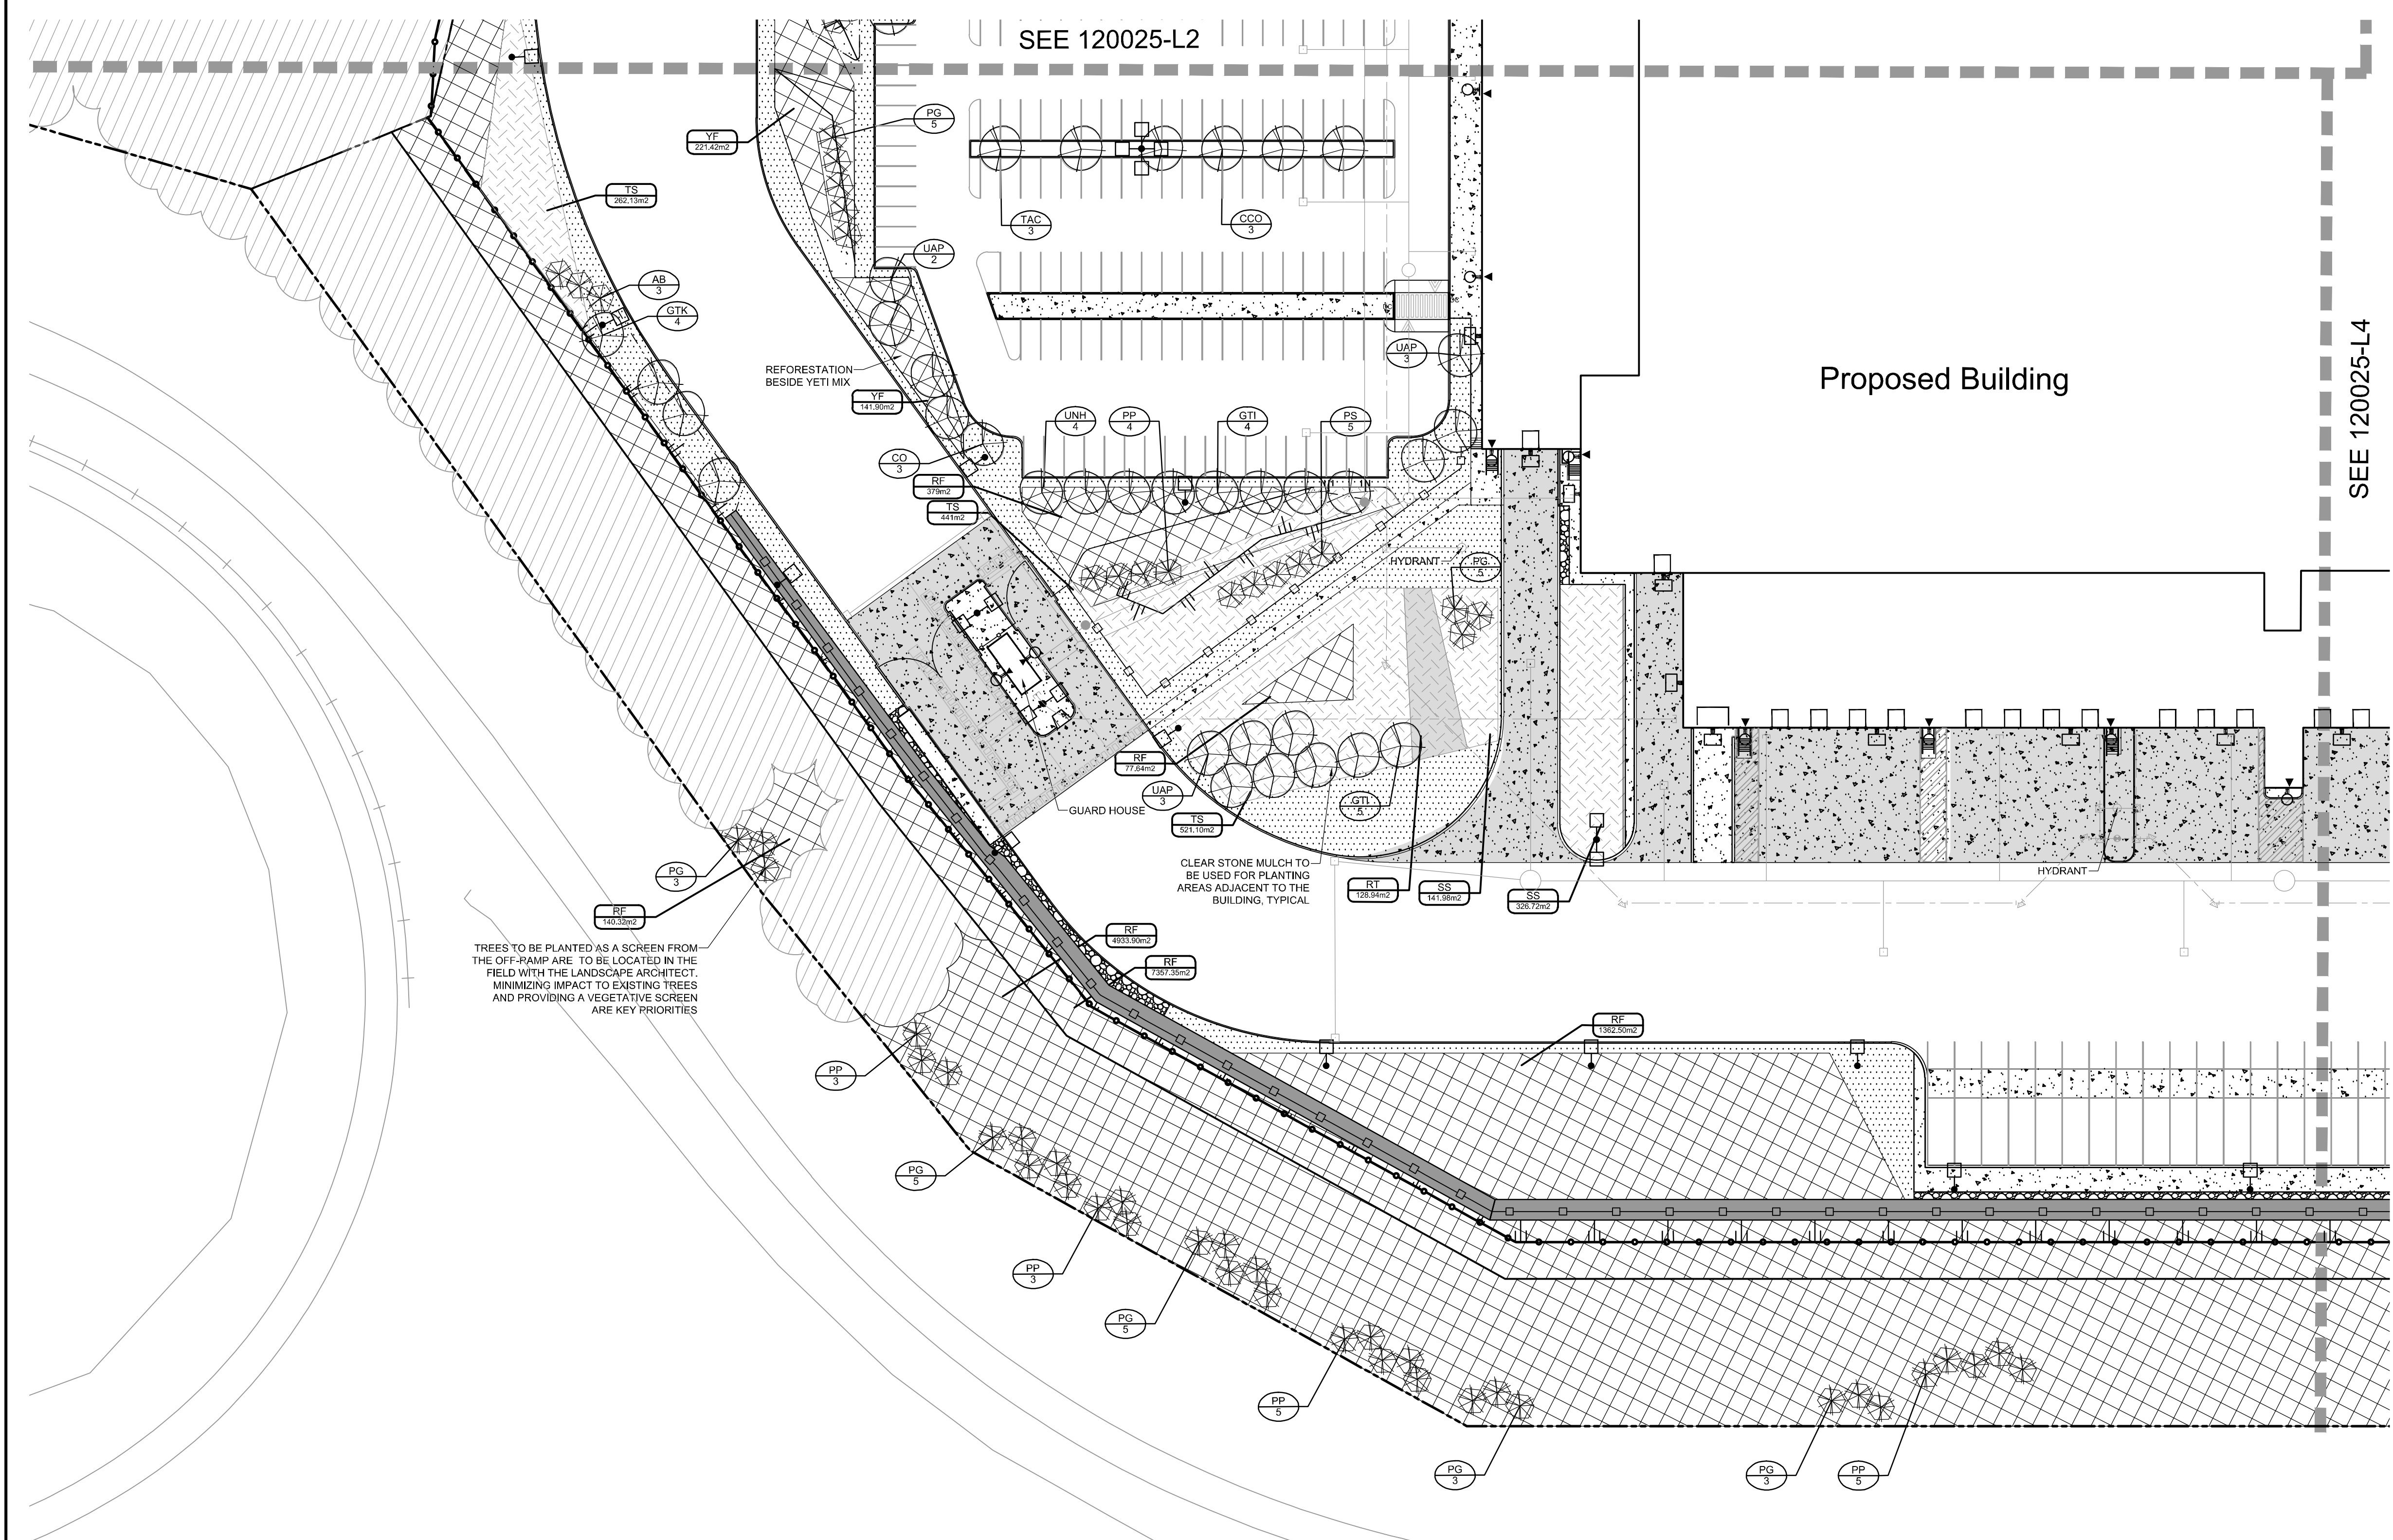 SEE 120025-L2
PG
5
YF
221.42m2
TS
262.13m2
TAC
3
CCO
3
UAP
2
AB
3
GTK
4
UAP
3
REFORESTATION
BESIDE YETI MIX
YF
141.90m2
Proposed Building
SEE 120025-L4
UNH
4
PP
4
GTI
4
PS
5
CO
3
RF
379m2
TS
441m2
HYDRANT
PG
5
RF
77.64m2
UAP
3
GTI
5
GUARD HOUSE
TS
521.10m2
CLEAR STONE MULCH TO
BE USED FOR PLANTING
AREAS ADJACENT TO THE
BUILDING, TYPICAL
RT
128.94m2
SS
141.98m2
SS
326.72m2
HYDRANT
PG
3
RF
140.32m2
TREES TO BE PLANTED AS A SCREEN FROM
THE OFF-RAMP ARE TO BE LOCATED IN THE
FIELD WITH THE LANDSCAPE ARCHITECT.
MINIMIZING IMPACT TO EXISTING TREES
AND PROVIDING A VEGETATIVE SCREEN
ARE KEY PRIORITIES
RF
4933.90m2
RF
7357.35m2
RF
1362.50m2
PP
3
PG
5
PP
3
PG
5
PP
5
PG
3
PG
3
PP
5